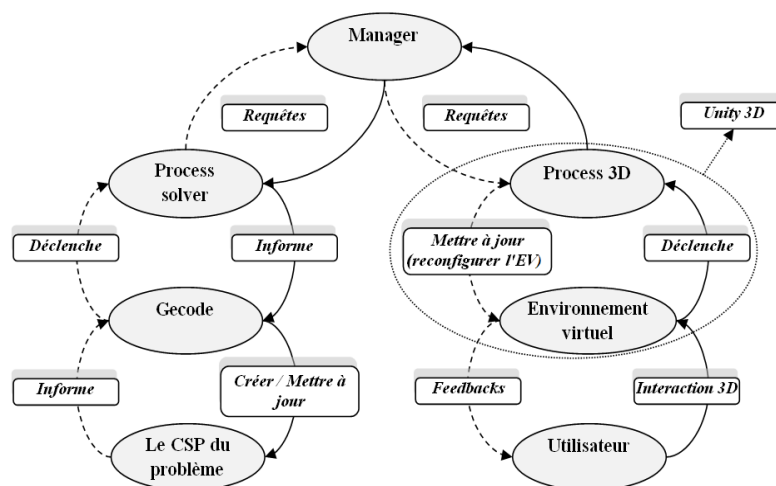 Manager
Requêtes
Requêtes
Unity 3D
Process
solver
Process 3D
Déclenche
Informe
Mettre à jour
(reconfigurer l'EV)
Déclenche
Gecode
Environnement
virtuel
Informe
Créer / Mettre à
jour
Feedbacks
Interaction 3D
Le CSP du
problème
Utilisateur